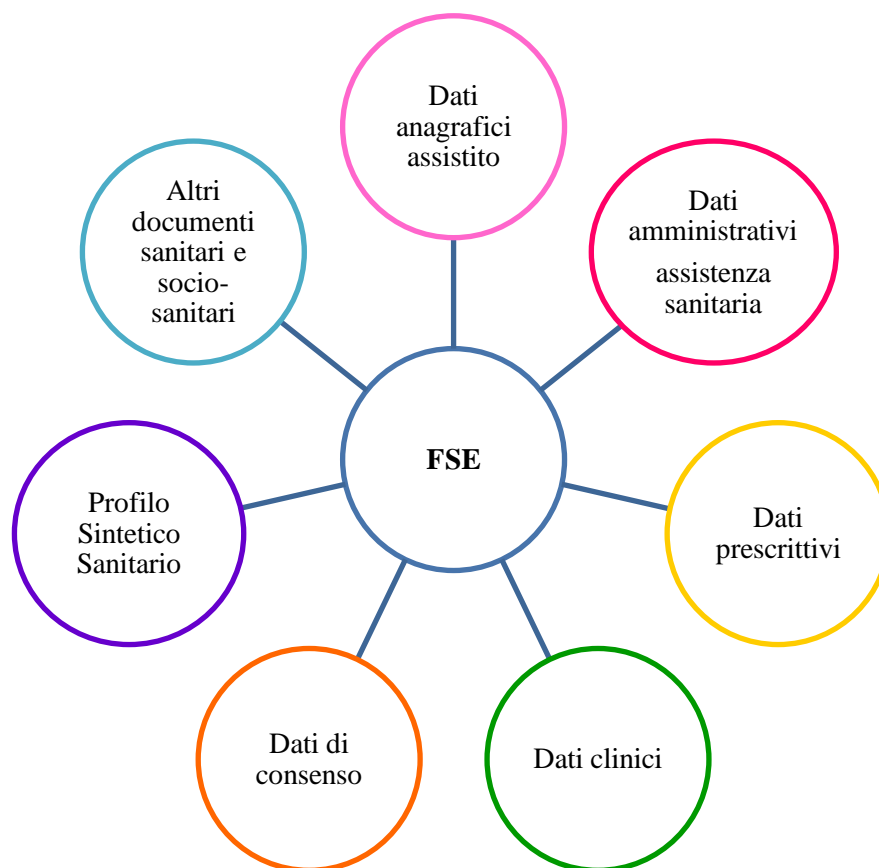 Dati
anagrafici
assistito
Dati
amministrativi
assistenza
sanitaria
Dati
prescrittivi
Dati clinici
Dati di
consenso
Profilo
Sintetico
Sanitario
Altri
documenti
sanitari e
socio-
sanitari
FSE